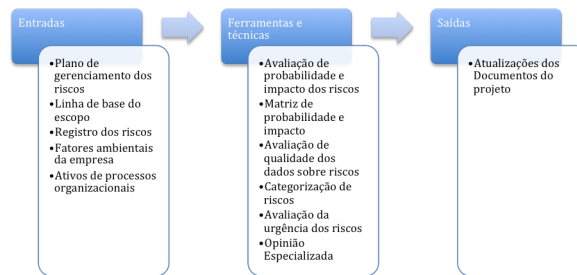 Entradas
•Plano de
gerenciamento dos
riscos
•Linha de base do
escopo
•Registro dos riscos
•Fatores ambientais
da empresa
•Ativos de processos
organizacionais
Ferramentas e
técnicas
•Avaliação de
probabilidade e
impacto dos riscos
•Matriz de
probabilidade e
impacto
•Avaliação de
qualidade dos
dados sobre riscos
•Categorização de
riscos
•Avaliação da
urgência dos riscos
•Opinião
Especializada
Saídas
•Atualizações dos
Documentos do
projeto